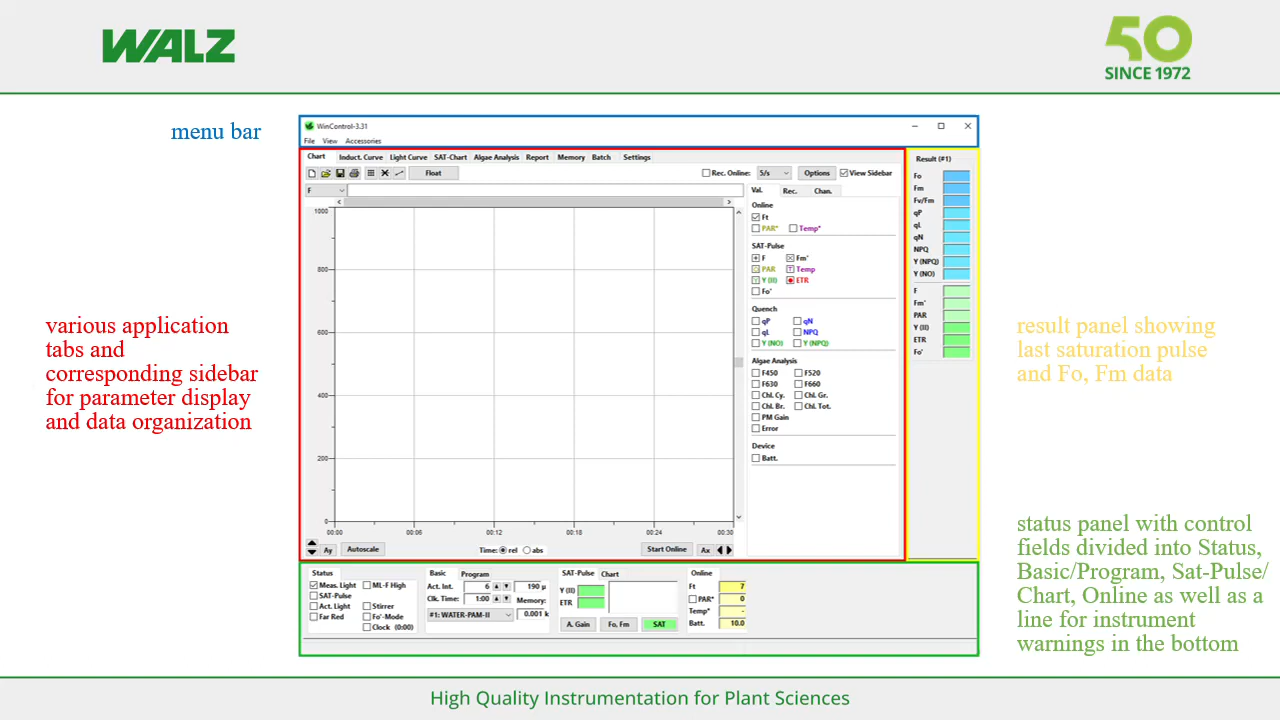 WALZ
50
SINCE 1972
menu bar
WinControl-3.31
File View Accessories
Chart Induct. Curve Light Curve SAT-Chart Algae Analysis Report Memory Batch Settings
Float
Rec. Online: 5/s Options View Sidebar
F
1000
800
600
400
200
0
00:00 00:06 00:12 00:18 00:24 00:30
Ay Autoscale Time: rel abs Start Online Ax
Val. Rec. Chan.
Online
Ft
PAR* Temp*
SAT-Pulse
F Fm'
PAR Temp
Y (II) ETR
Fo'
Quench
qP qN
qL NPQ
Y (NO) Y (NPQ)
Algae Analysis
F450 F520
F630 F660
Chl. Cy. Chl. Gr.
Chl. Br. Chl. Tot.
PM Gain
Error
Device
Batt.
Result (#1)
Fo
Fm
Fv/Fm
qP
qL
qN
NPQ
Y (NPQ)
Y (NO)
F
Fm'
PAR
Y (II)
ETR
Fo'
various application
tabs and
corresponding sidebar
for parameter display
and data organization
result panel showing
last saturation pulse
and Fo, Fm data
Status
Meas. Light ML-F High
SAT-Pulse
Act. Light Stirrer
Far Red Fo'-Mode
Clock (0:00)
Basic Program
Act. Int. 6 190 µ
Clk. Time: 1:00 Memory:
#1: WATER-PAM-II 0.001 k
SAT-Pulse Chart
Y (II)
ETR
A. Gain Fo, Fm SAT
Online
Ft 7
PAR* 0
Temp* -
Batt. 10.0
status panel with control
fields divided into Status,
Basic/Program, Sat-Pulse/
Chart, Online as well as a
line for instrument
warnings in the bottom
High Quality Instrumentation for Plant Sciences